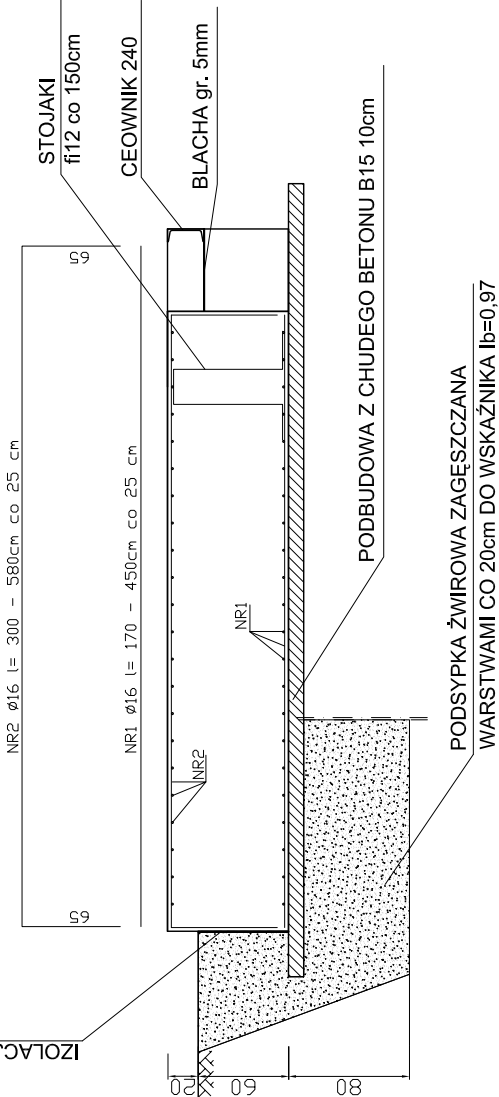 STOJAKI
fi12 co 150cm
CEOWNIK 240
BLACHA gr. 5mm
NR2 ø16 l= 300 - 580cm co 25 cm
65
65
NR1 ø16 l= 170 - 450cm co 25 cm
NR2
NR1
PODBUDOWA Z CHUDEGO BETONU B15 10cm
PODSYPKA ŻWIROWA ZAGĘSZCZANA
WARSTWAMI CO 20cm DO WSKAŹNIKA Ib=0,97
IZOLACJ
20
60
80